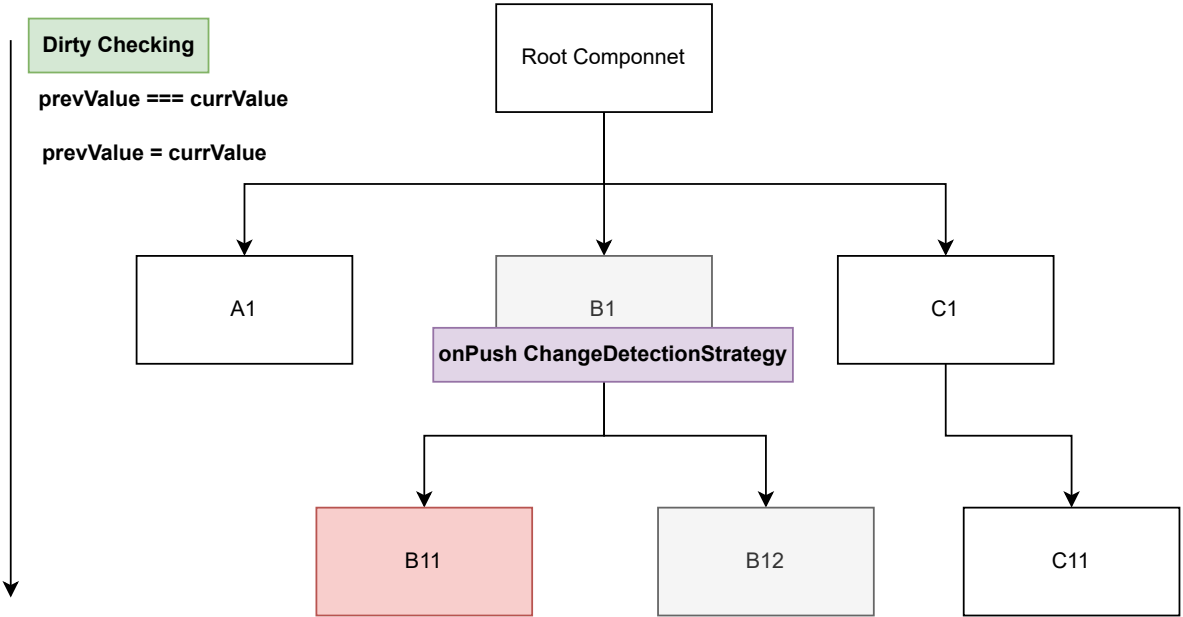 Dirty Checking
prevValue === currValue
prevValue = currValue
Root Componnet
A1
B1
C1
onPush ChangeDetectionStrategy
B11
B12
C11